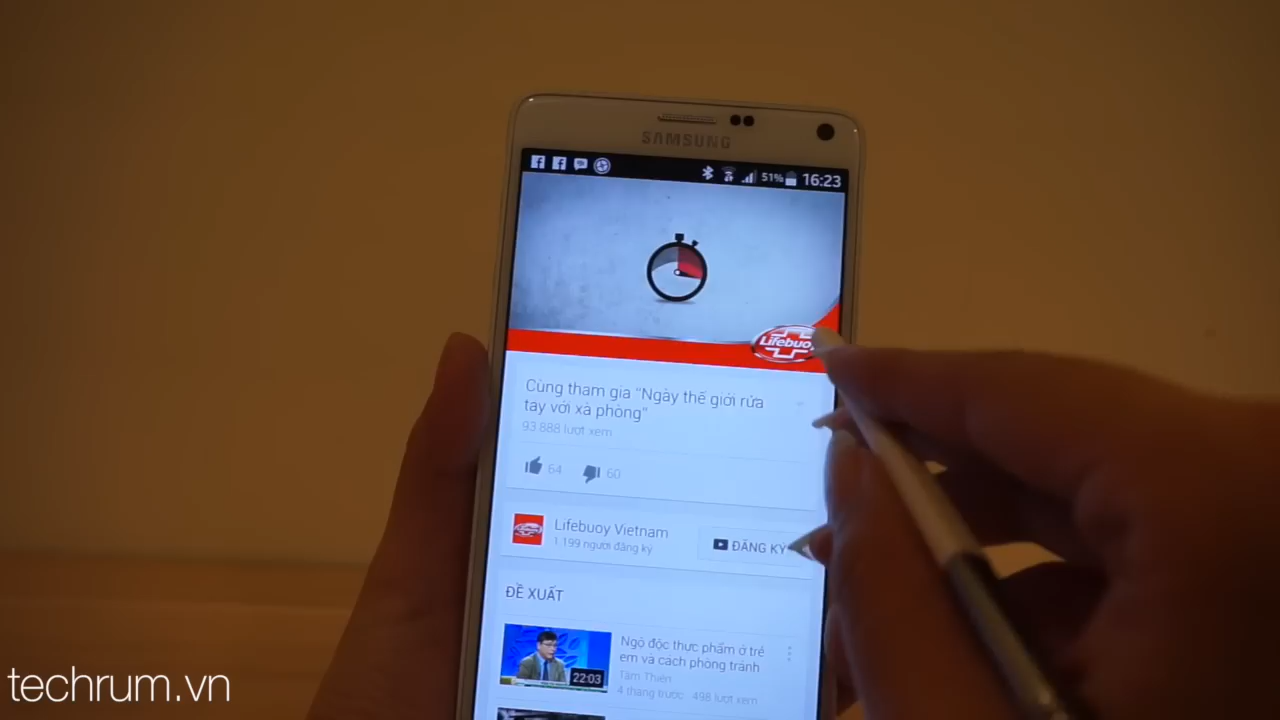 SAMSUNG
51% 16:23
Lifebuoy
Cùng tham gia "Ngày thế giới rửa
tay với xà phòng"
93 888 lượt xem
64 60
Lifebuoy Vietnam
1 199 người đăng ký
ĐĂNG KÝ
ĐỀ XUẤT
Ngộ độc thực phẩm ở trẻ
em và cách phòng tránh
Tâm Thiên
4 tháng trước 498 lượt xem
22:03
techrum.vn